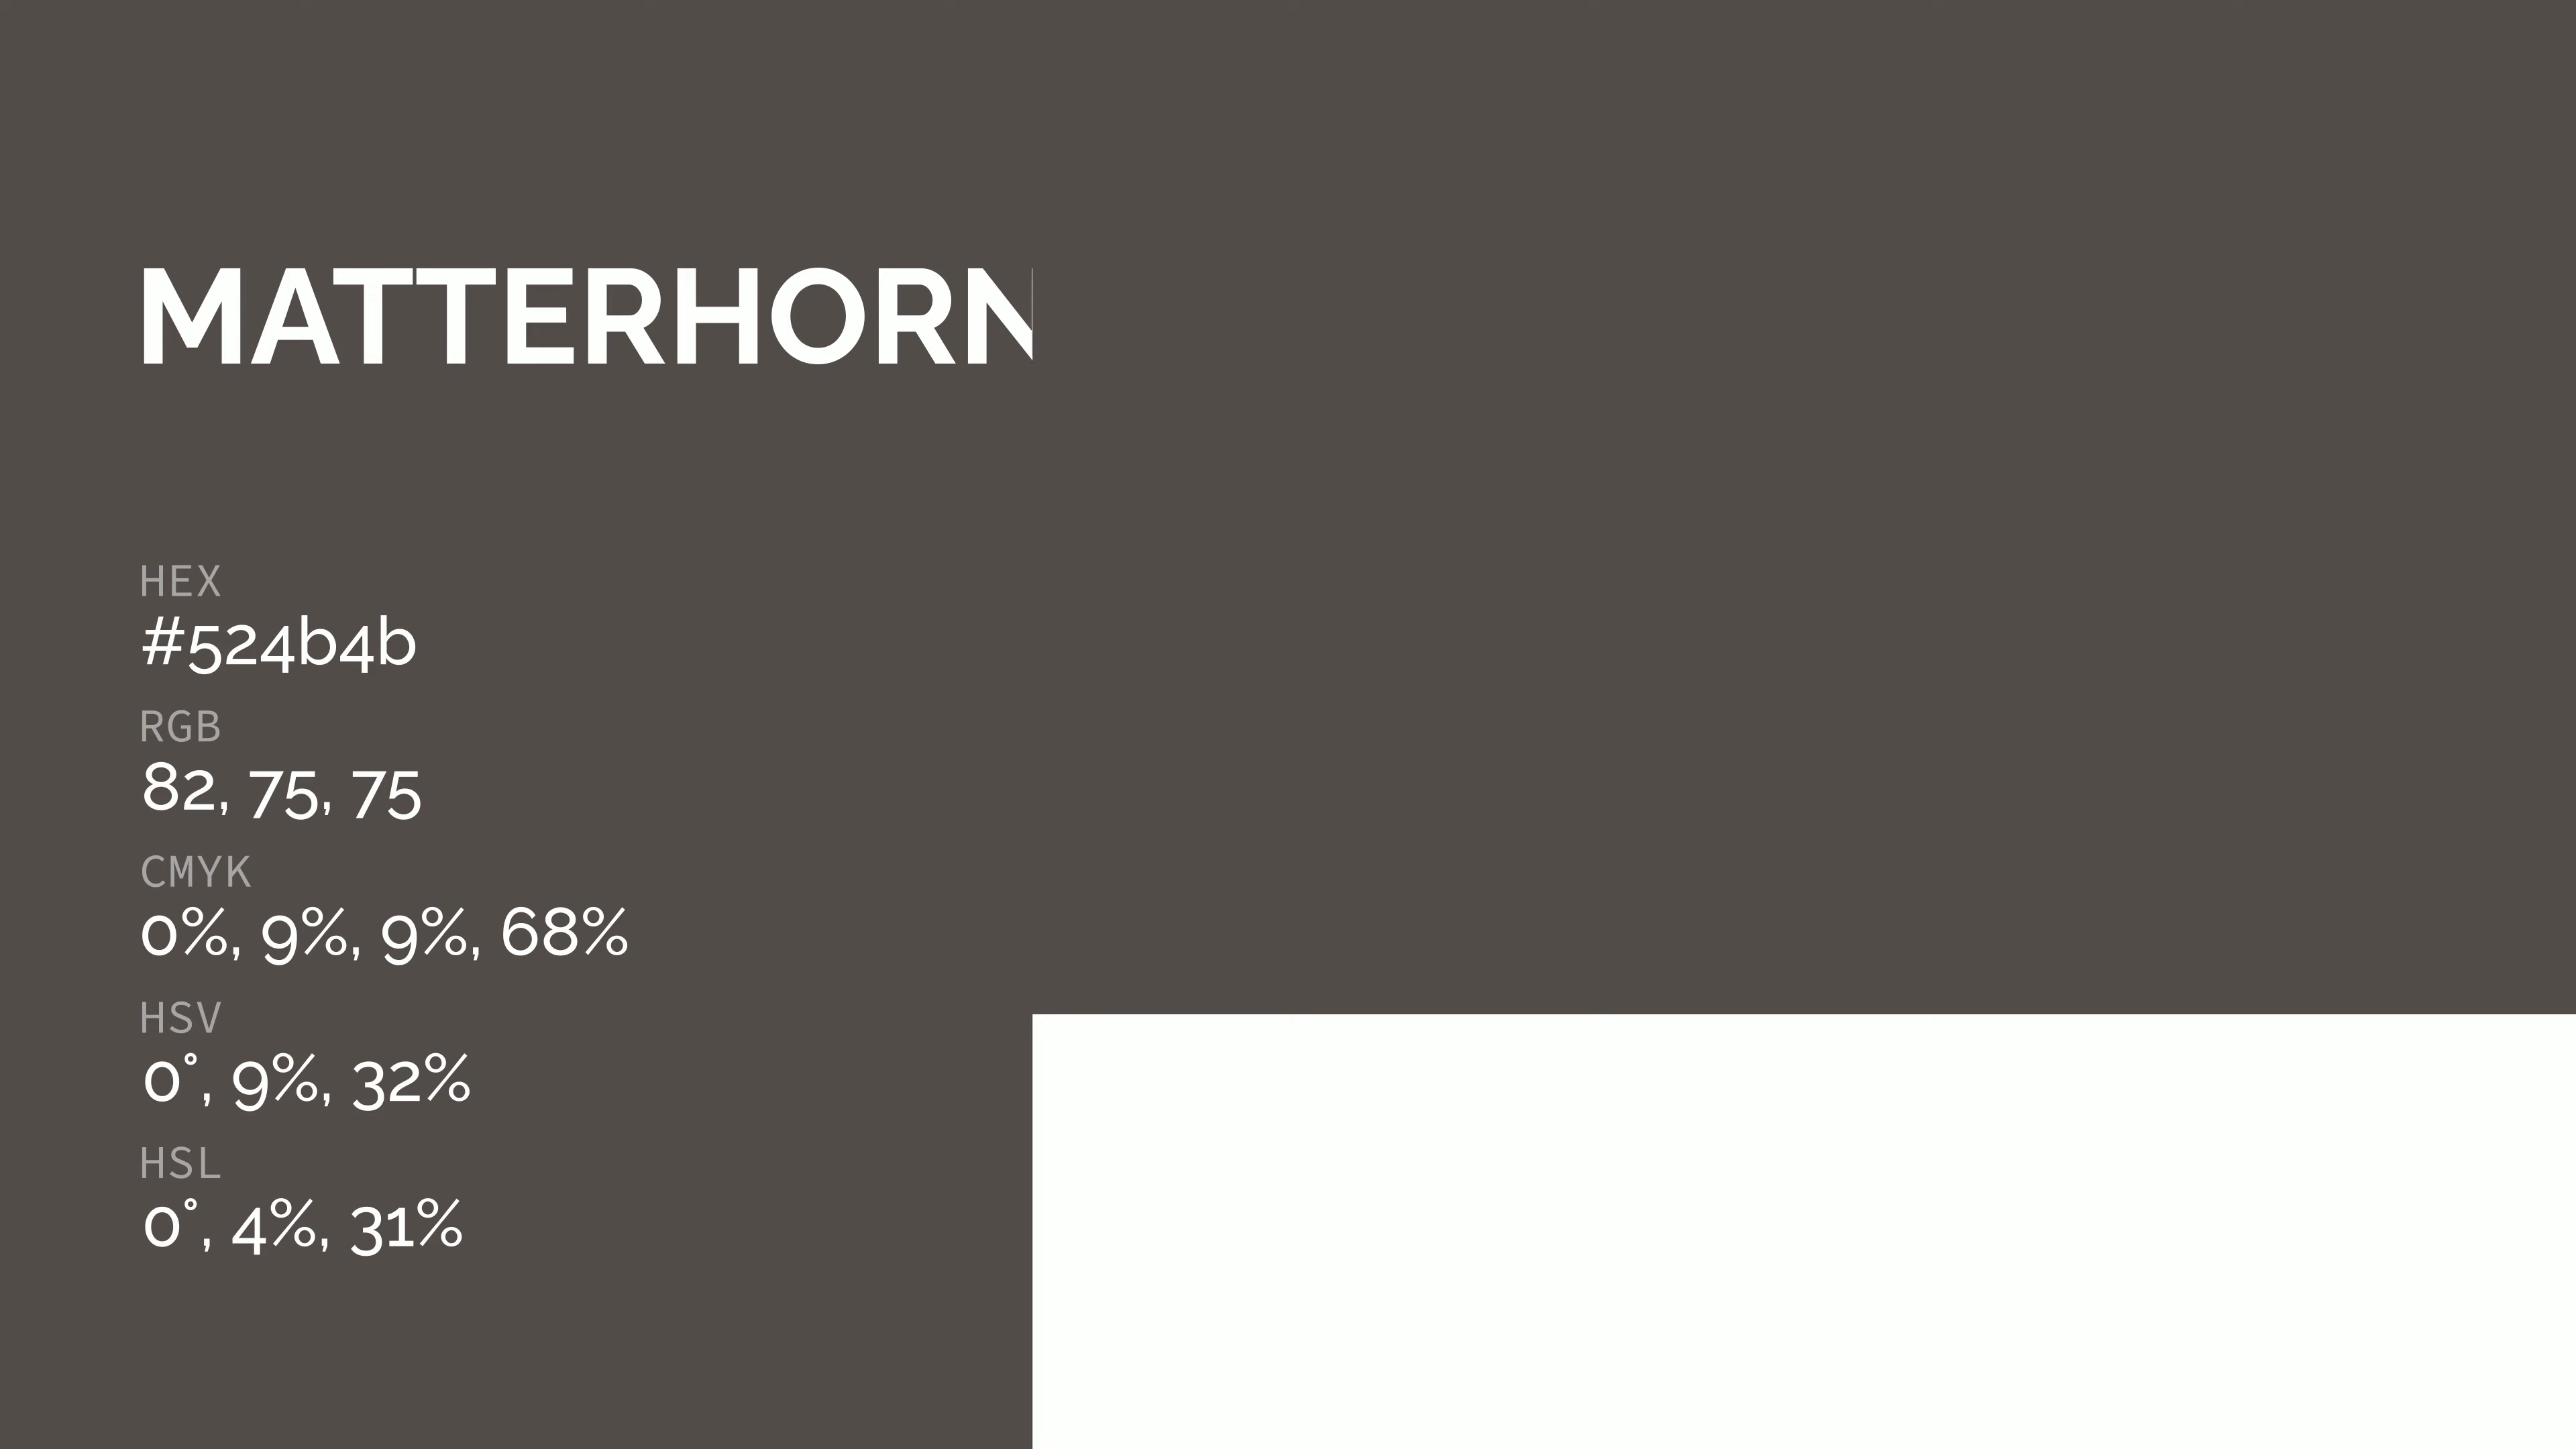 MATTERHORN
HEX
#524b4b
RGB
82, 75, 75
CMYK
0%, 9%, 9%, 68%
HSV
0°, 9%, 32%
HSL
0°, 4%, 31%